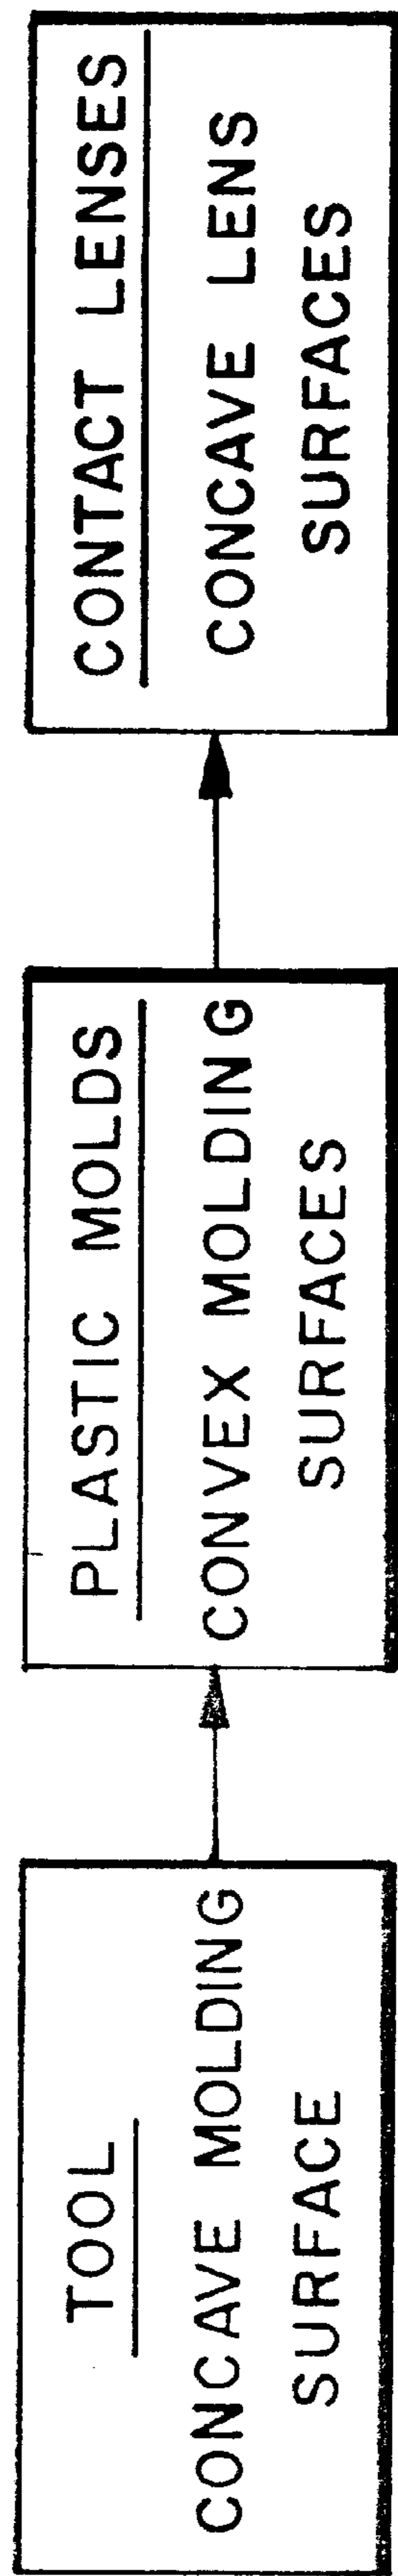 TOOL
CONCAVE MOLDING
SURFACE
PLASTIC MOLDS
CONVEX MOLDING
SURFACES
CONTACT LENSES
CONCAVE LENS
SURFACES